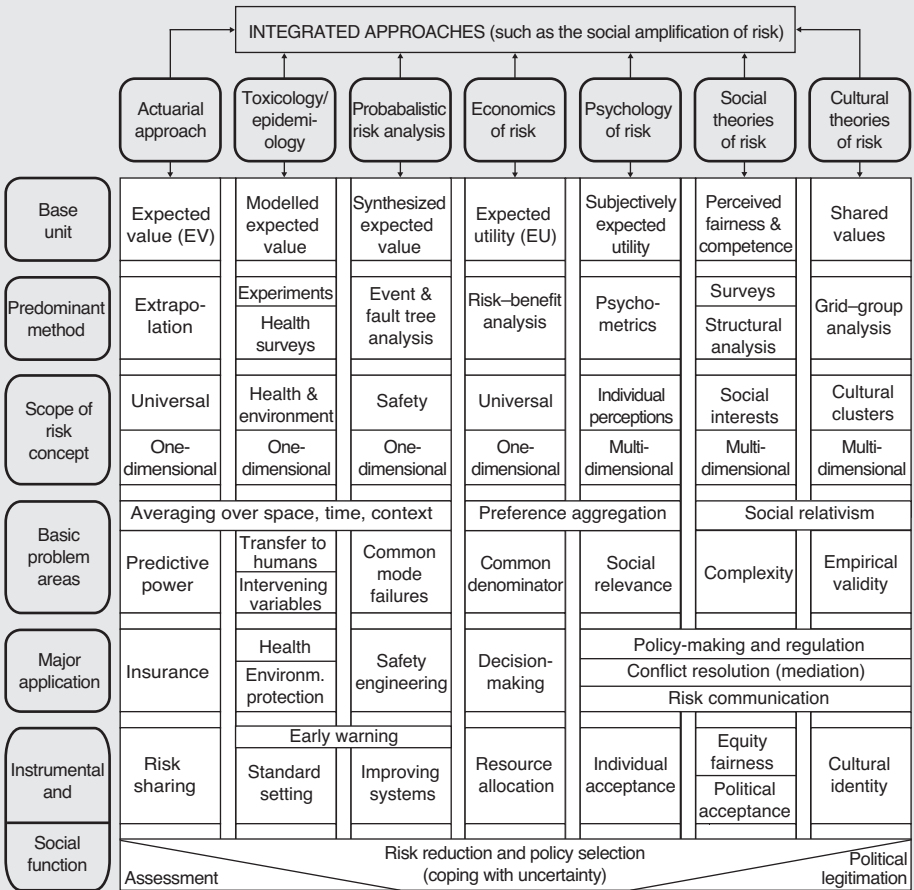 INTEGRATED APPROACHES (such as the social amplification of risk)
Actuarial
approach
Toxicology/
epidemi-
ology
Probabalistic
risk analysis
Economics
of risk
Psychology
of risk
Social
theories
of risk
Cultural
theories
of risk
Base
unit
Expected
value (EV)
Modelled
expected
value
Synthesized
expected
value
Expected
utility (EU)
Subjectively
expected
utility
Perceived
fairness &
competence
Shared
values
Predominant
method
Extrapo-
lation
Experiments
Health
surveys
Event &
fault tree
analysis
Risk–benefit
analysis
Psycho-
metrics
Surveys
Structural
analysis
Grid–group
analysis
Scope of
risk
concept
Universal
Health &
environment
Safety
Universal
Individual
perceptions
Social
interests
Cultural
clusters
One-
dimensional
One-
dimensional
One-
dimensional
One-
dimensional
Multi-
dimensional
Multi-
dimensional
Multi-
dimensional
Basic
problem
areas
Averaging over space, time, context
Preference aggregation
Social relativism
Predictive
power
Transfer to
humans
Intervening
variables
Common
mode
failures
Common
denominator
Social
relevance
Complexity
Empirical
validity
Major
application
Insurance
Health
Environm.
protection
Safety
engineering
Decision-
making
Policy-making and regulation
Conflict resolution (mediation)
Risk communication
Instrumental
and
Social
function
Early warning
Risk
sharing
Standard
setting
Improving
systems
Resource
allocation
Individual
acceptance
Equity
fairness
Political
acceptance
Cultural
identity
Assessment
Risk reduction and policy selection
(coping with uncertainty)
Political
legitimation